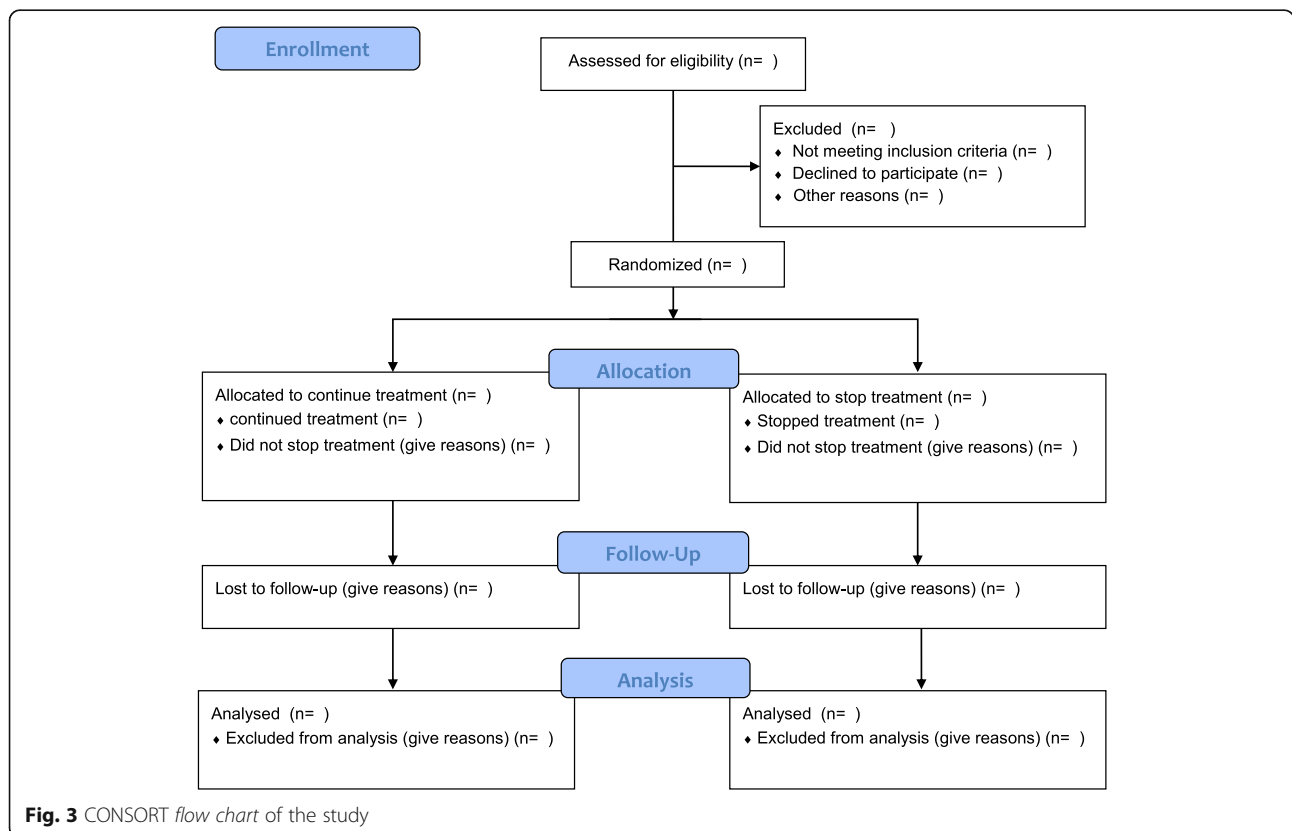 Enrollment
Assessed for eligibility (n=  )
Excluded  (n=   )
♦ Not meeting inclusion criteria (n=  )
♦ Declined to participate (n=  )
♦ Other reasons (n=  )
Randomized (n=  )
Allocation
Allocated to continue treatment (n=  )
♦ continued treatment (n=  )
♦ Did not stop treatment (give reasons) (n=  )
Allocated to stop treatment (n=  )
♦ Stopped treatment (n=  )
♦ Did not stop treatment (give reasons) (n=  )
Follow-Up
Lost to follow-up (give reasons) (n=  )
Lost to follow-up (give reasons) (n=  )
Analysis
Analysed  (n=  )
♦ Excluded from analysis (give reasons) (n=  )
Analysed  (n=  )
♦ Excluded from analysis (give reasons) (n=  )
Fig. 3 CONSORT flow chart of the study